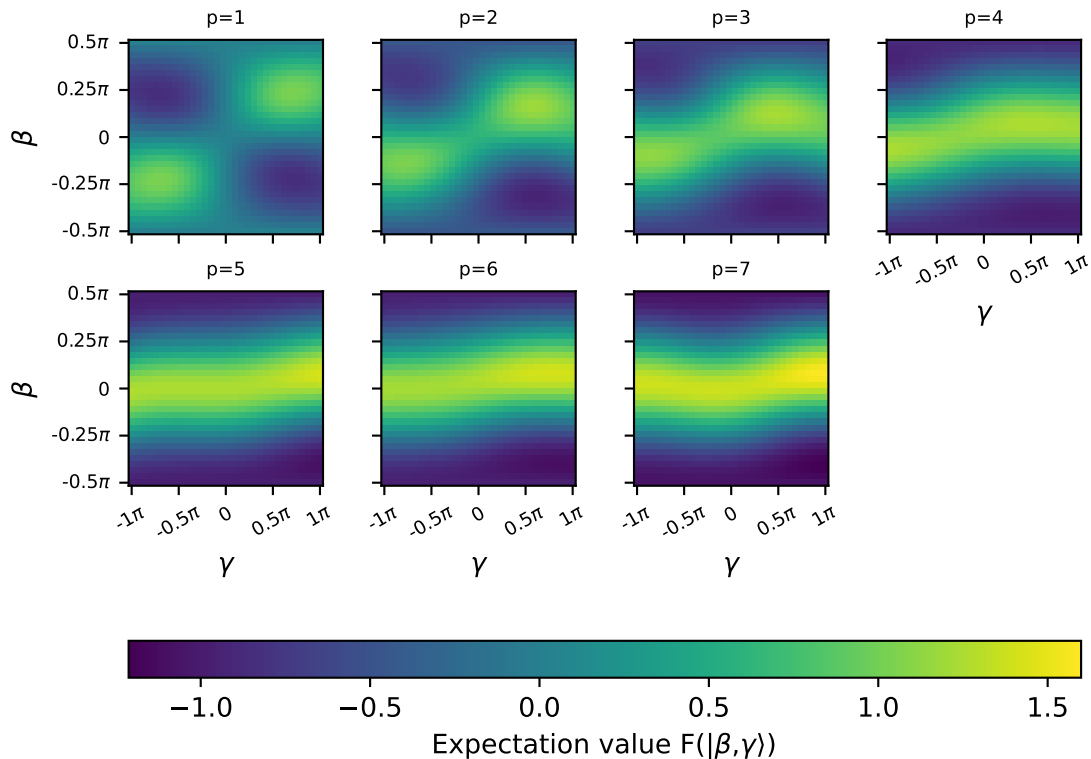 p=1
p=2
p=3
p=4
0.5π
0.25π
0
-0.25π
-0.5π
β
-1π
-0.5π
0
0.5π
1π
γ
p=5
p=6
p=7
0.5π
0.25π
0
-0.25π
-0.5π
β
-1π
-0.5π
0
0.5π
1π
-1π
-0.5π
0
0.5π
1π
-1π
-0.5π
0
0.5π
1π
γ
γ
γ
−1.0
−0.5
0.0
0.5
1.0
1.5
Expectation value F(|β,γ⟩)